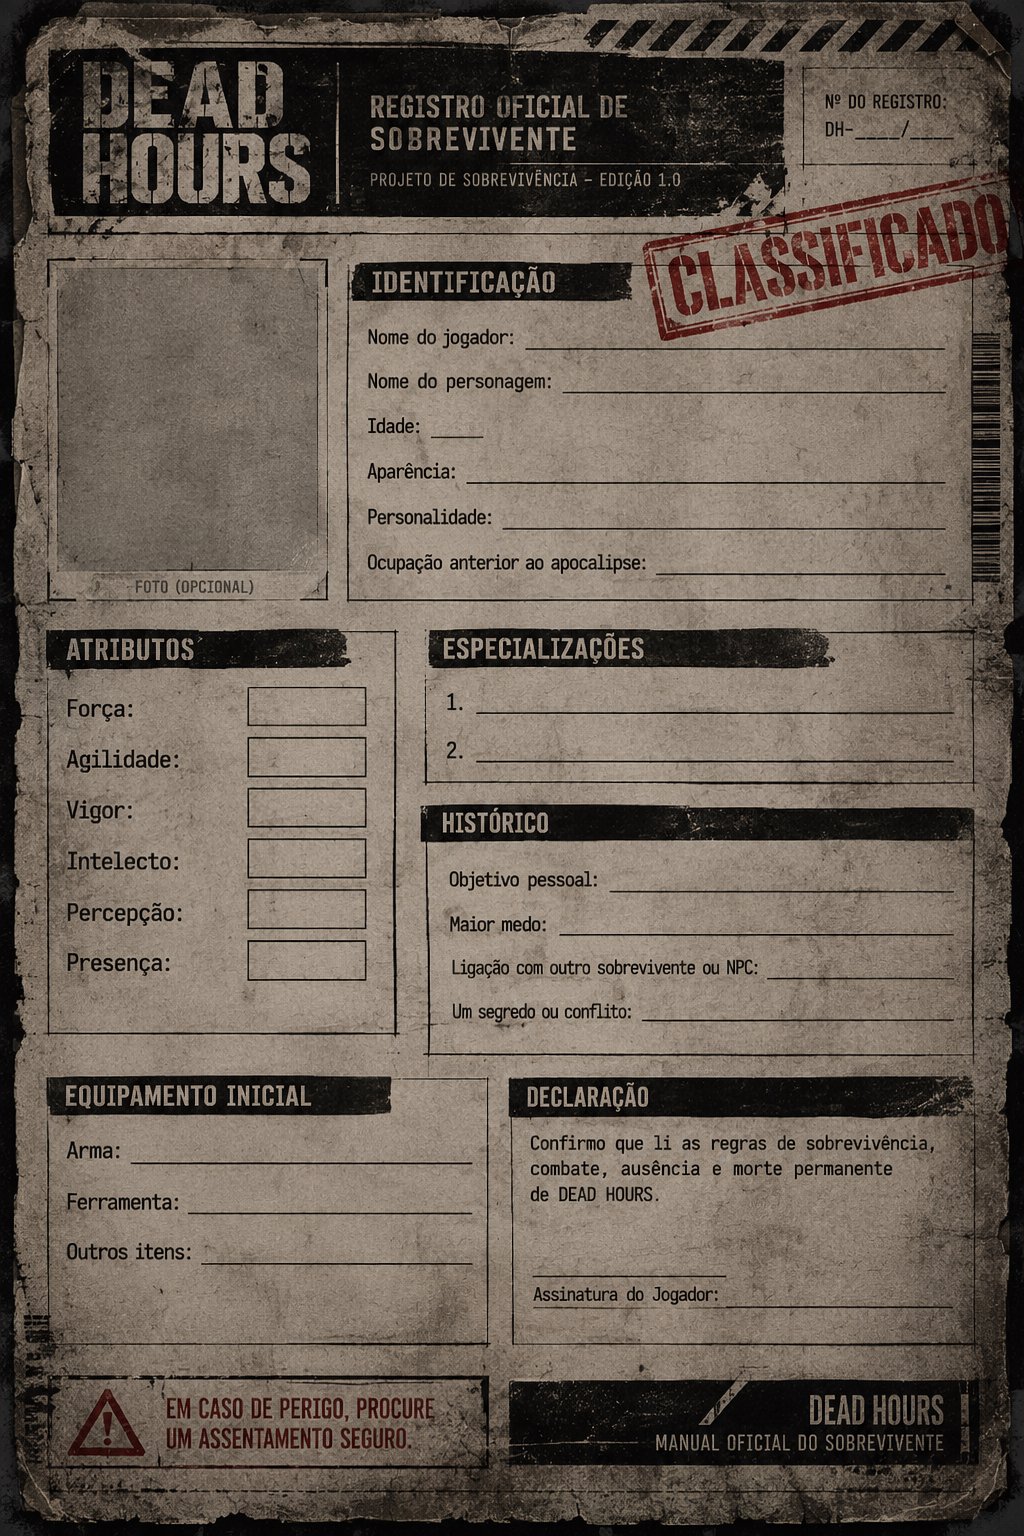 DEAD
HOURS
REGISTRO OFICIAL DE
SOBREVIVENTE
PROJETO DE SOBREVIVÊNCIA – EDIÇÃO 1.0
Nº DO REGISTRO:
DH-____/____
CLASSIFICADO
FOTO (OPCIONAL)
IDENTIFICAÇÃO
Nome do jogador:
Nome do personagem:
Idade:
Aparência:
Personalidade:
Ocupação anterior ao apocalipse:
ATRIBUTOS
Força:
Agilidade:
Vigor:
Intelecto:
Percepção:
Presença:
ESPECIALIZAÇÕES
1.
2.
HISTÓRICO
Objetivo pessoal:
Maior medo:
Ligação com outro sobrevivente ou NPC:
Um segredo ou conflito:
EQUIPAMENTO INICIAL
Arma:
Ferramenta:
Outros itens:
DECLARAÇÃO
Confirmo que li as regras de sobrevivência,
combate, ausência e morte permanente
de DEAD HOURS.
Assinatura do Jogador:
EM CASO DE PERIGO, PROCURE
UM ASSENTAMENTO SEGURO.
DEAD HOURS
MANUAL OFICIAL DO SOBREVIVENTE